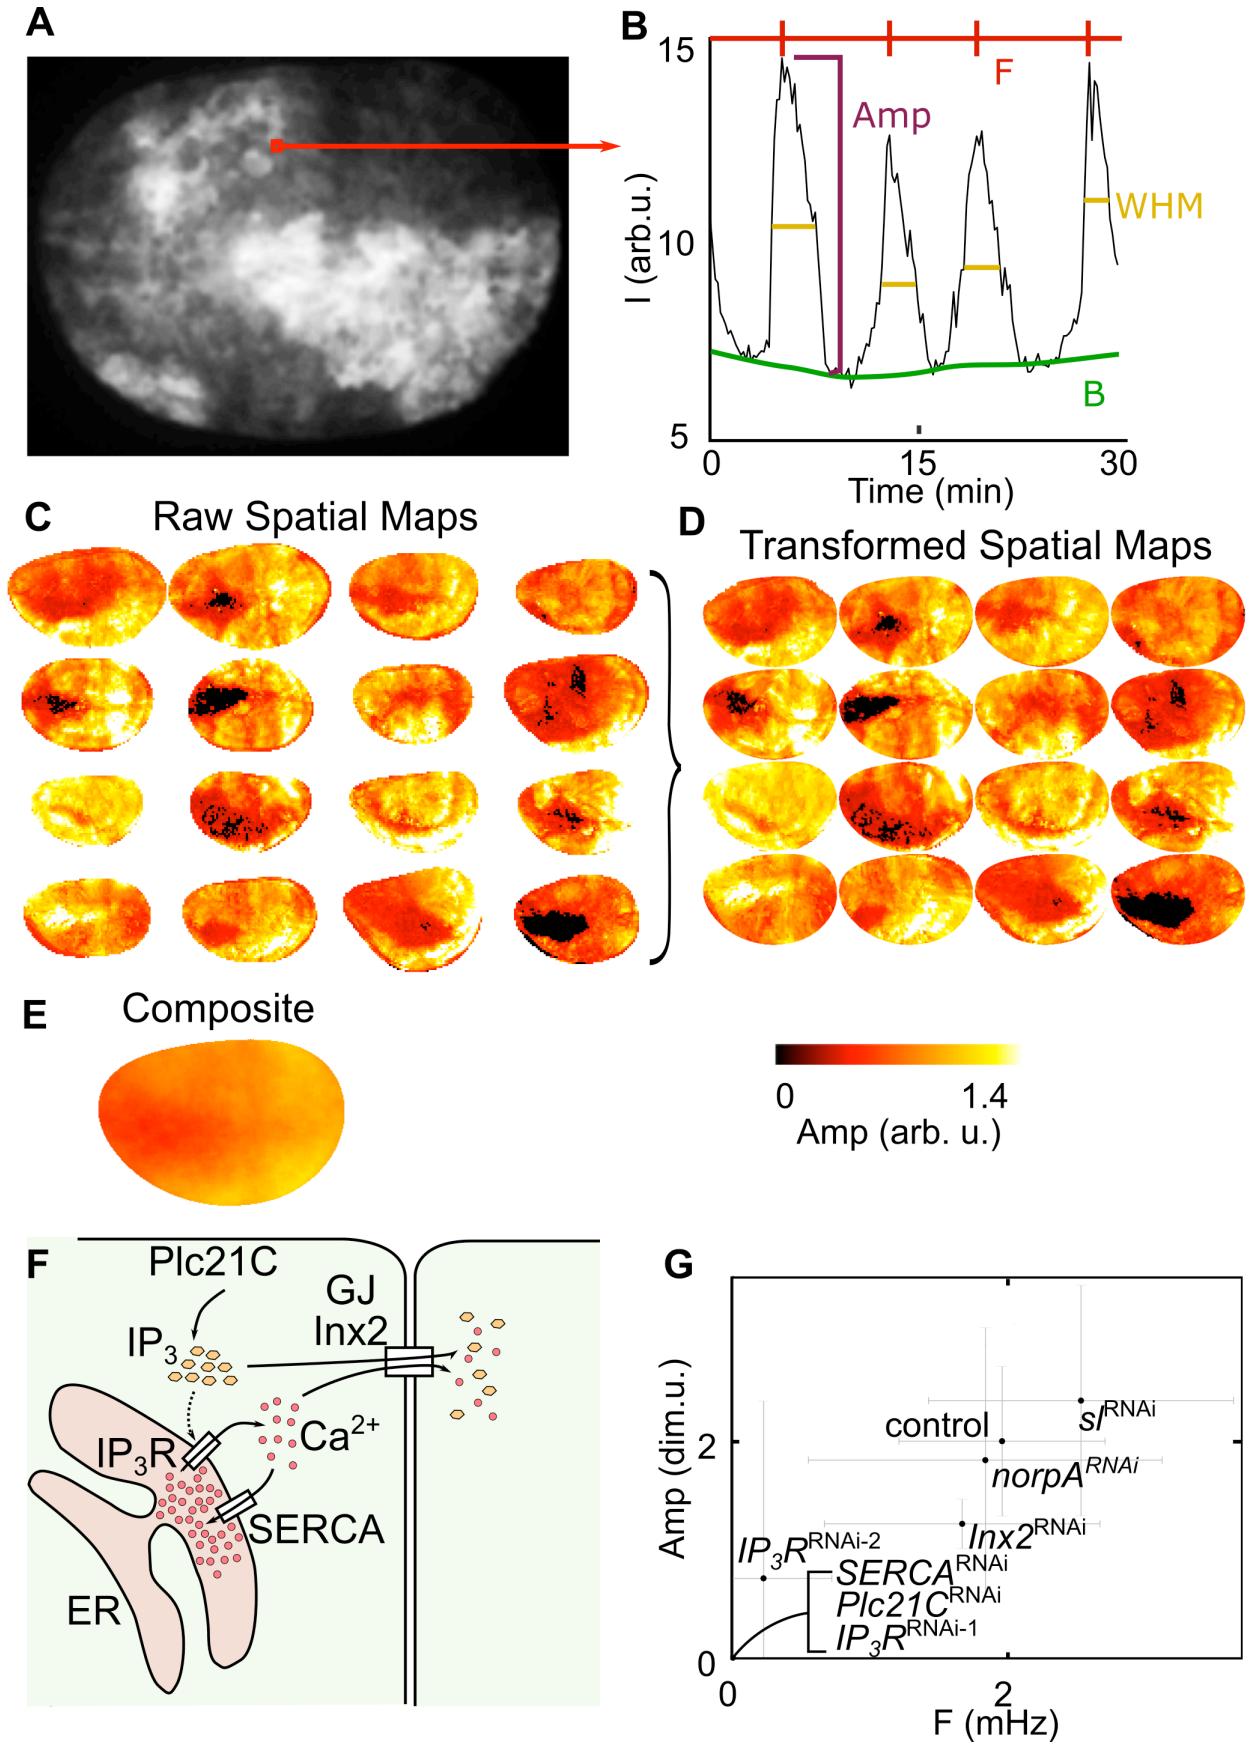 A
B
15
F
Amp
WHM
I (arb.u.)
10
B
5
0
15
30
Time (min)
C
Raw Spatial Maps
D
Transformed Spatial Maps
E
Composite
0
1.4
Amp (arb. u.)
F
Plc21C
GJ
Inx2
IP3
IP3R
Ca2+
SERCA
ER
G
Amp (dim.u.)
2
slRNAi
control
norpARNAi
Inx2RNAi
IP3RRNAi-2
SERCARNAi
Plc21CRNAi
IP3RRNAi-1
0
0
2
F (mHz)